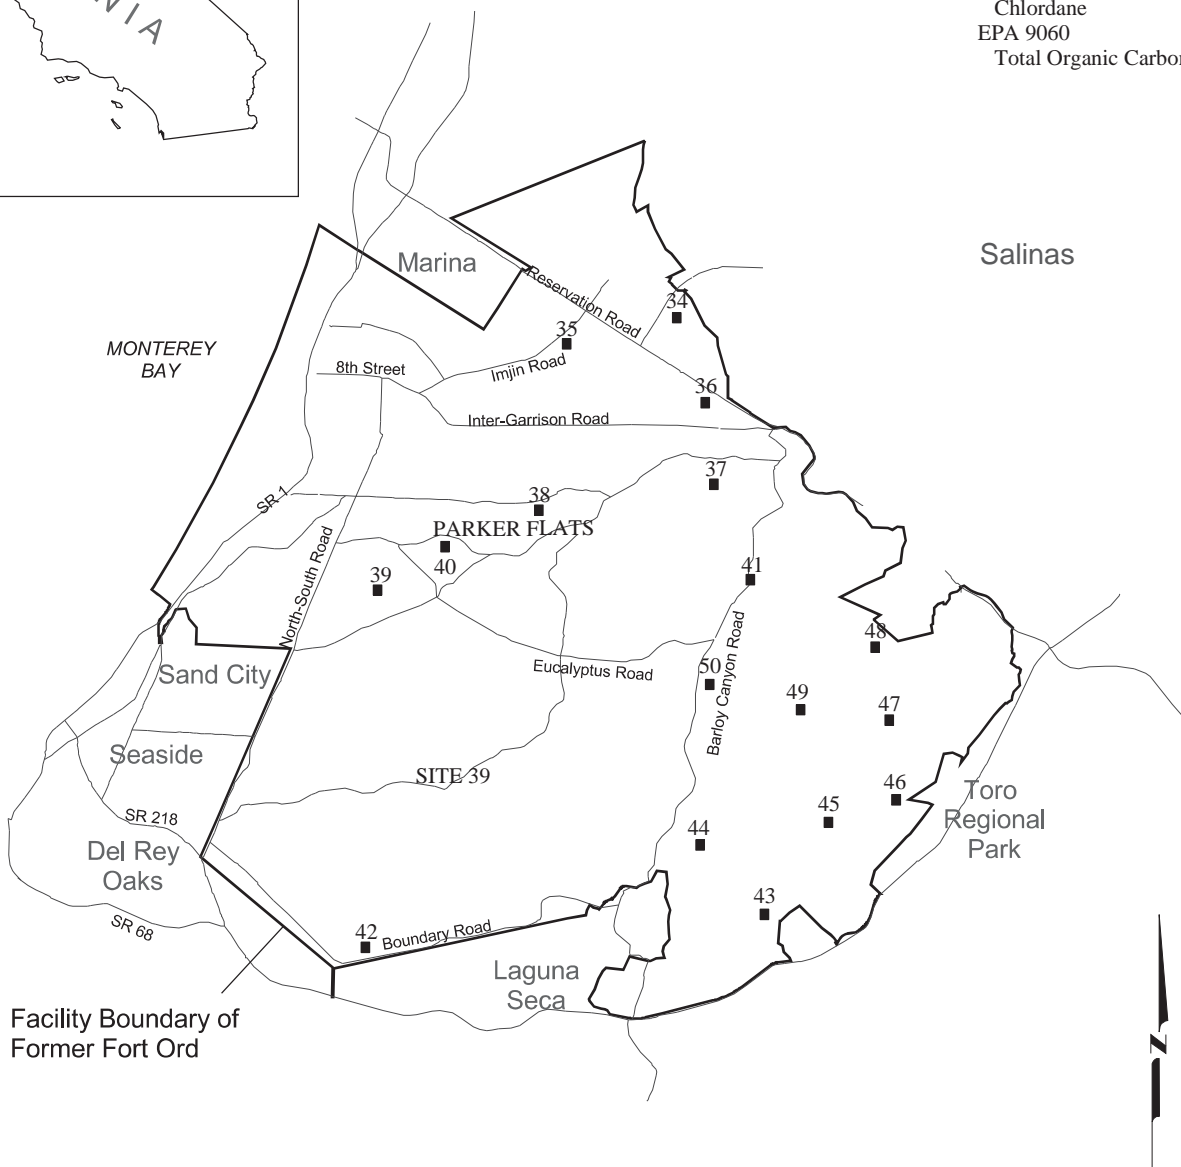 NIA
Chlordane
EPA 9060
Total Organic Carbon
Marina
Salinas
Reservation Road
34
35
MONTEREY
BAY
8th Street
Imjin Road
36
Inter-Garrison Road
37
SR 1
38
PARKER FLATS
40
39
41
North-South Road
48
Sand City
Eucalyptus Road
50
Barloy Canyon Road
49
47
Seaside
SITE 39
46
Toro
Regional
Park
SR 218
45
44
Del Rey
Oaks
43
SR 68
42
Boundary Road
Laguna
Seca
Facility Boundary of
Former Fort Ord
N